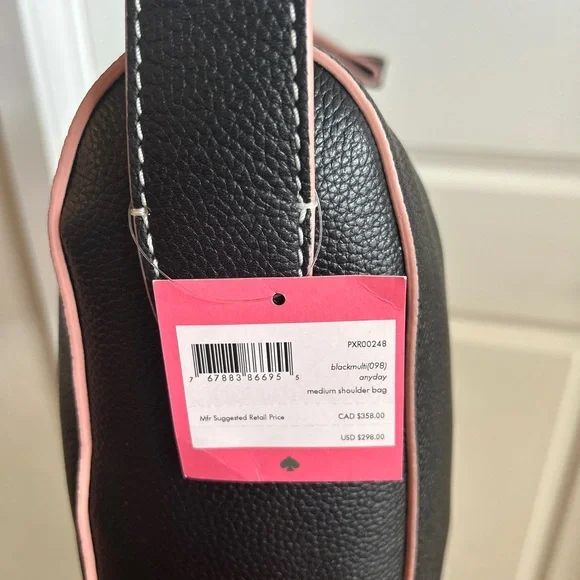 PXR00248
7 67883 86695 5
blackmulti(098)
anyday
medium shoulder bag
Mfr Suggested Retail Price CAD $358.00
USD $298.00